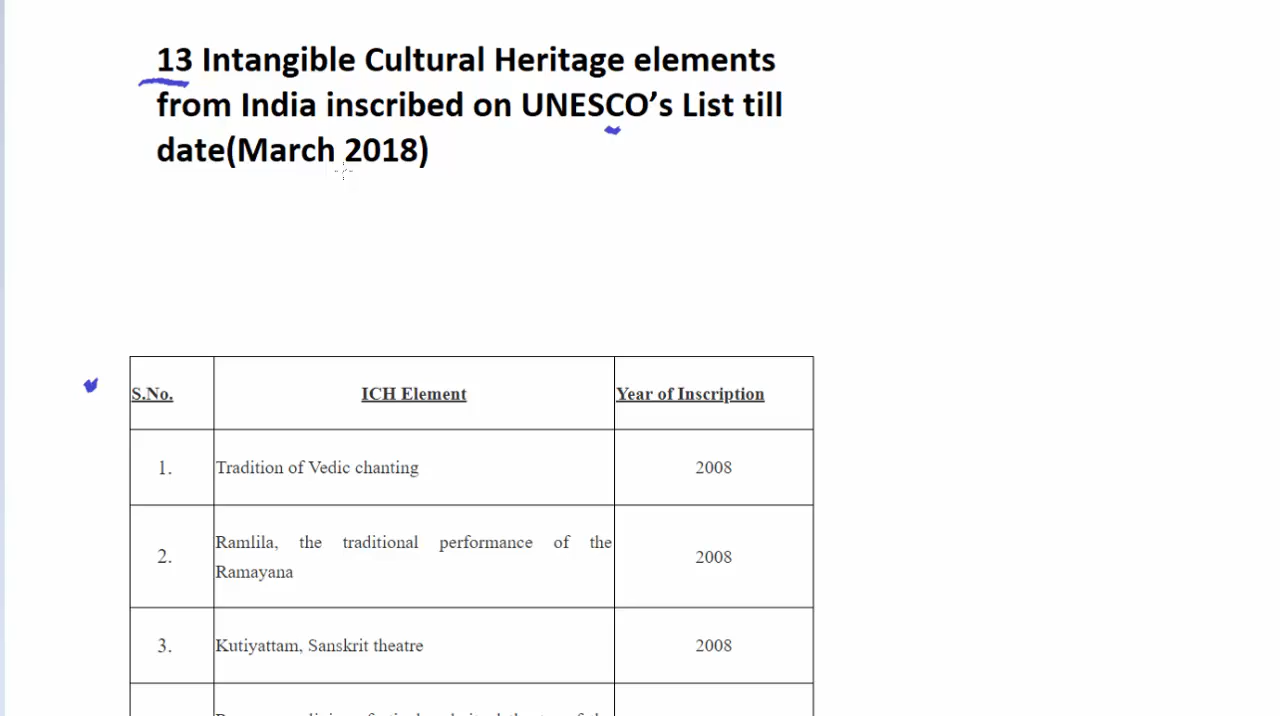 13 Intangible Cultural Heritage elements
from India inscribed on UNESCO’s List till
date(March 2018)
S.No. ICH Element Year of Inscription
1. Tradition of Vedic chanting 2008
2. Ramlila, the traditional performance of the
Ramayana 2008
3. Kutiyattam, Sanskrit theatre 2008